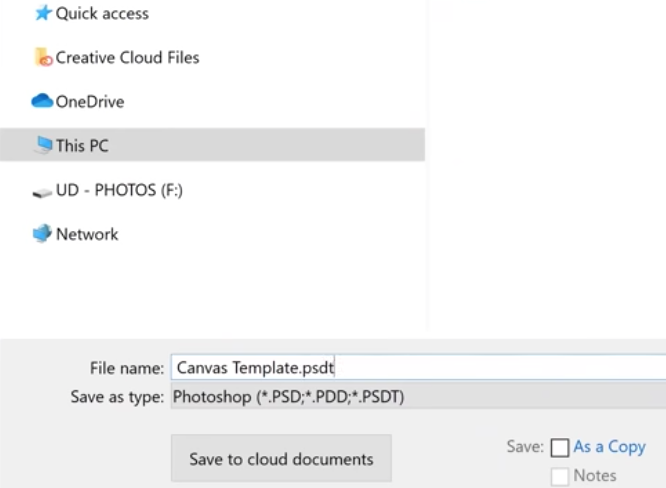 Quick access
Creative Cloud Files
OneDrive
This PC
UD - PHOTOS (F:)
Network
File name: Canvas Template.psdt
Save as type: Photoshop (*.PSD;*.PDD;*.PSDT)
Save to cloud documents
Save: As a Copy
Notes